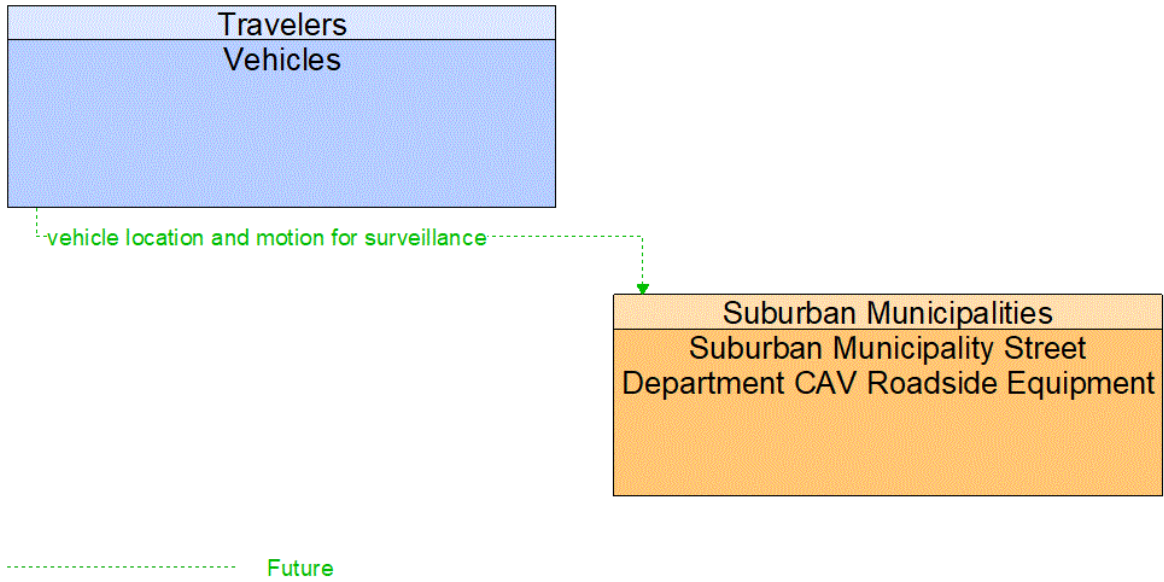 Travelers
Vehicles
vehicle location and motion for surveillance
Suburban Municipalities
Suburban Municipality Street
Department CAV Roadside Equipment
Future